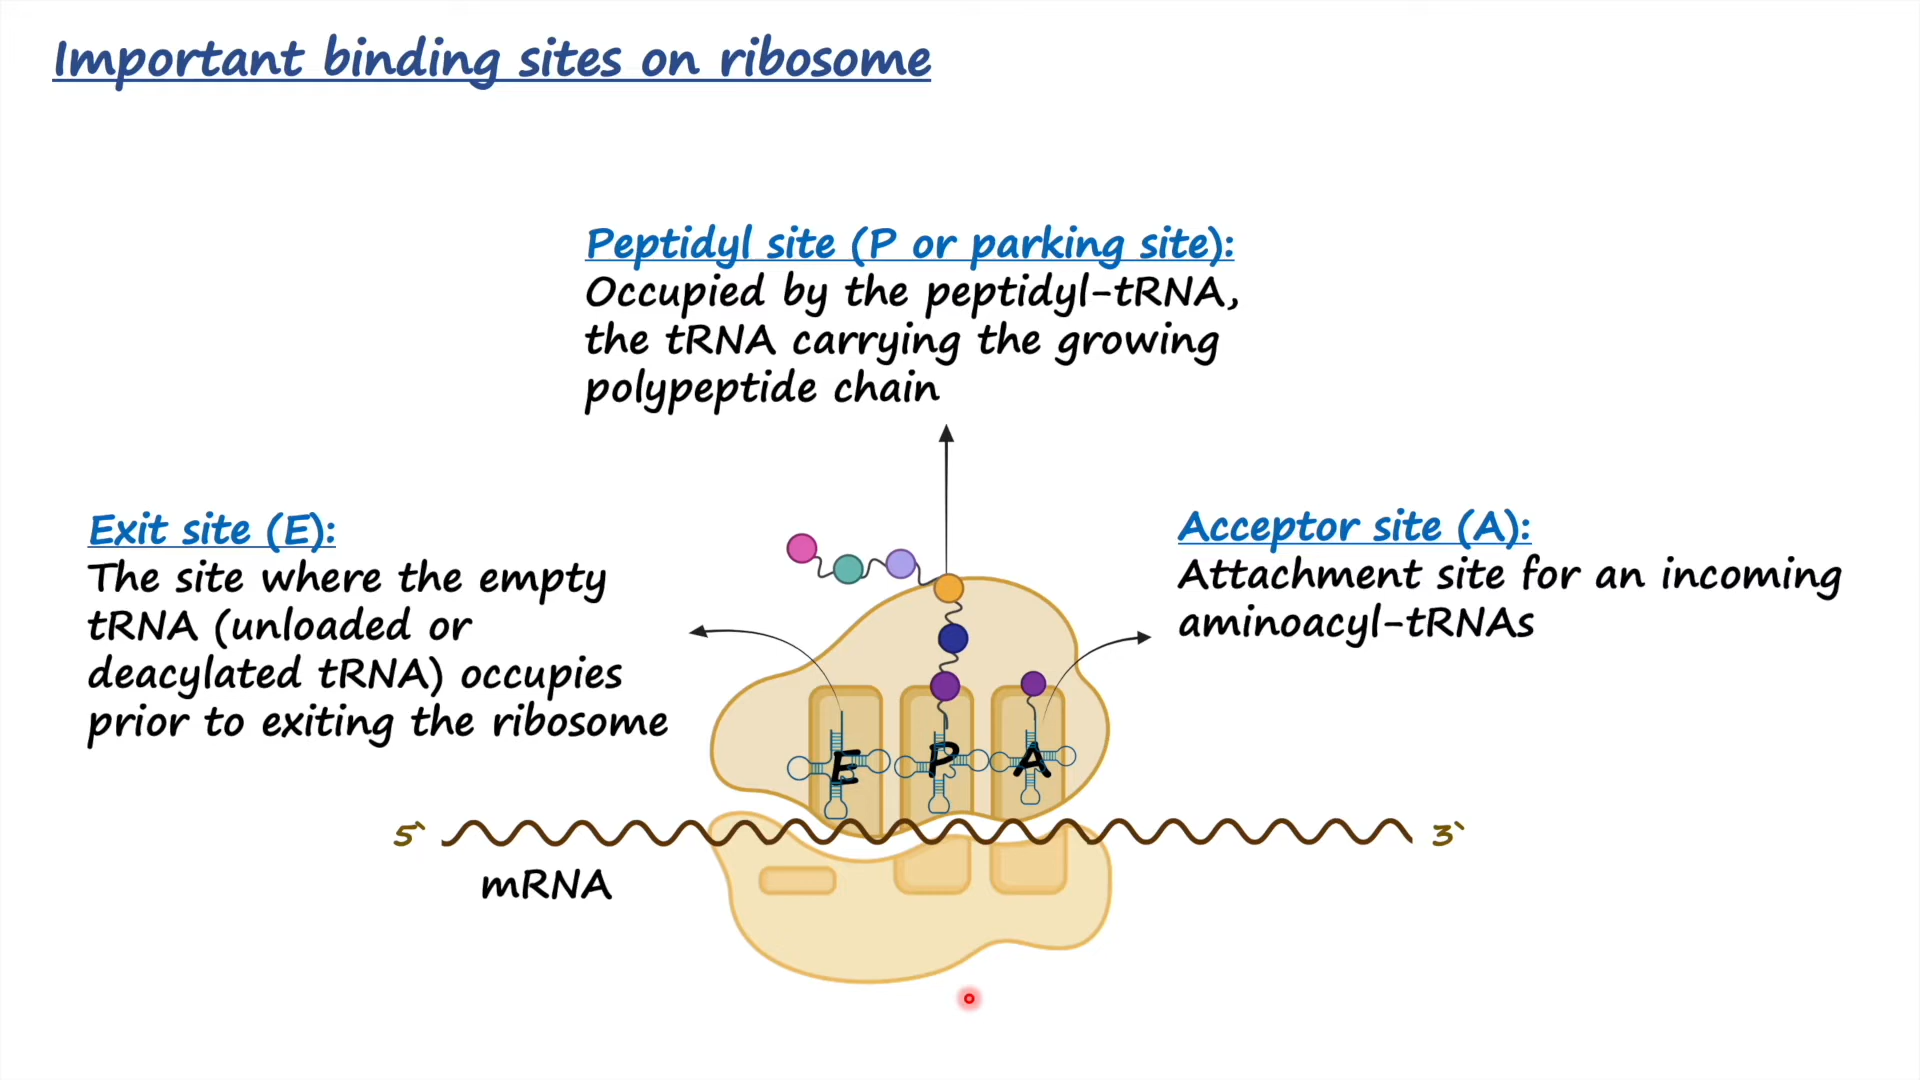 Important binding sites on ribosome
Peptidyl site (P or parking site):
Occupied by the peptidyl-tRNA,
the tRNA carrying the growing
polypeptide chain
Exit site (E):
The site where the empty
tRNA (unloaded or
deacylated tRNA) occupies
prior to exiting the ribosome
Acceptor site (A):
Attachment site for an incoming
aminoacyl-tRNAs
E P A
5` 3`
mRNA